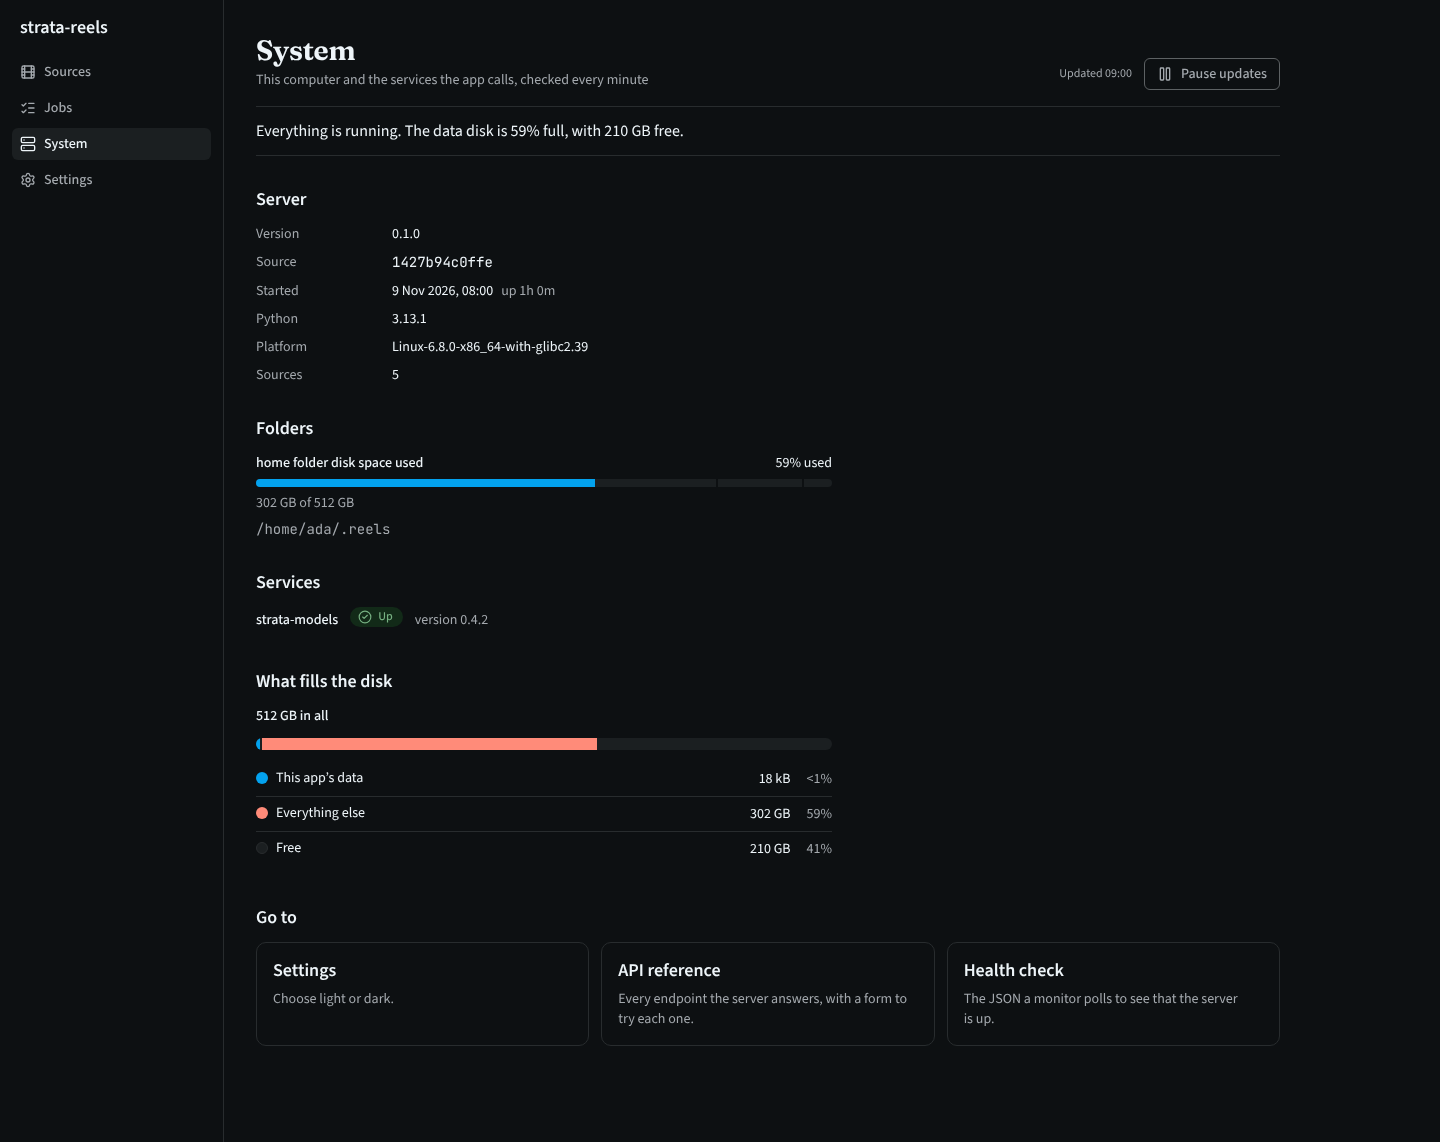 strata-reels
Sources
Jobs
System
Settings
System
This computer and the services the app calls, checked every minute
Updated 09:00
Pause updates
Everything is running. The data disk is 59% full, with 210 GB free.
Server
Version 0.1.0
Source 1427b94c0ffe
Started 9 Nov 2026, 08:00 up 1h 0m
Python 3.13.1
Platform Linux-6.8.0-x86_64-with-glibc2.39
Sources 5
Folders
home folder disk space used 59% used
302 GB of 512 GB
/home/ada/.reels
Services
strata-models Up version 0.4.2
What fills the disk
512 GB in all
This app's data 18 kB <1%
Everything else 302 GB 59%
Free 210 GB 41%
Go to
Settings
Choose light or dark.
API reference
Every endpoint the server answers, with a form to
try each one.
Health check
The JSON a monitor polls to see that the server
is up.